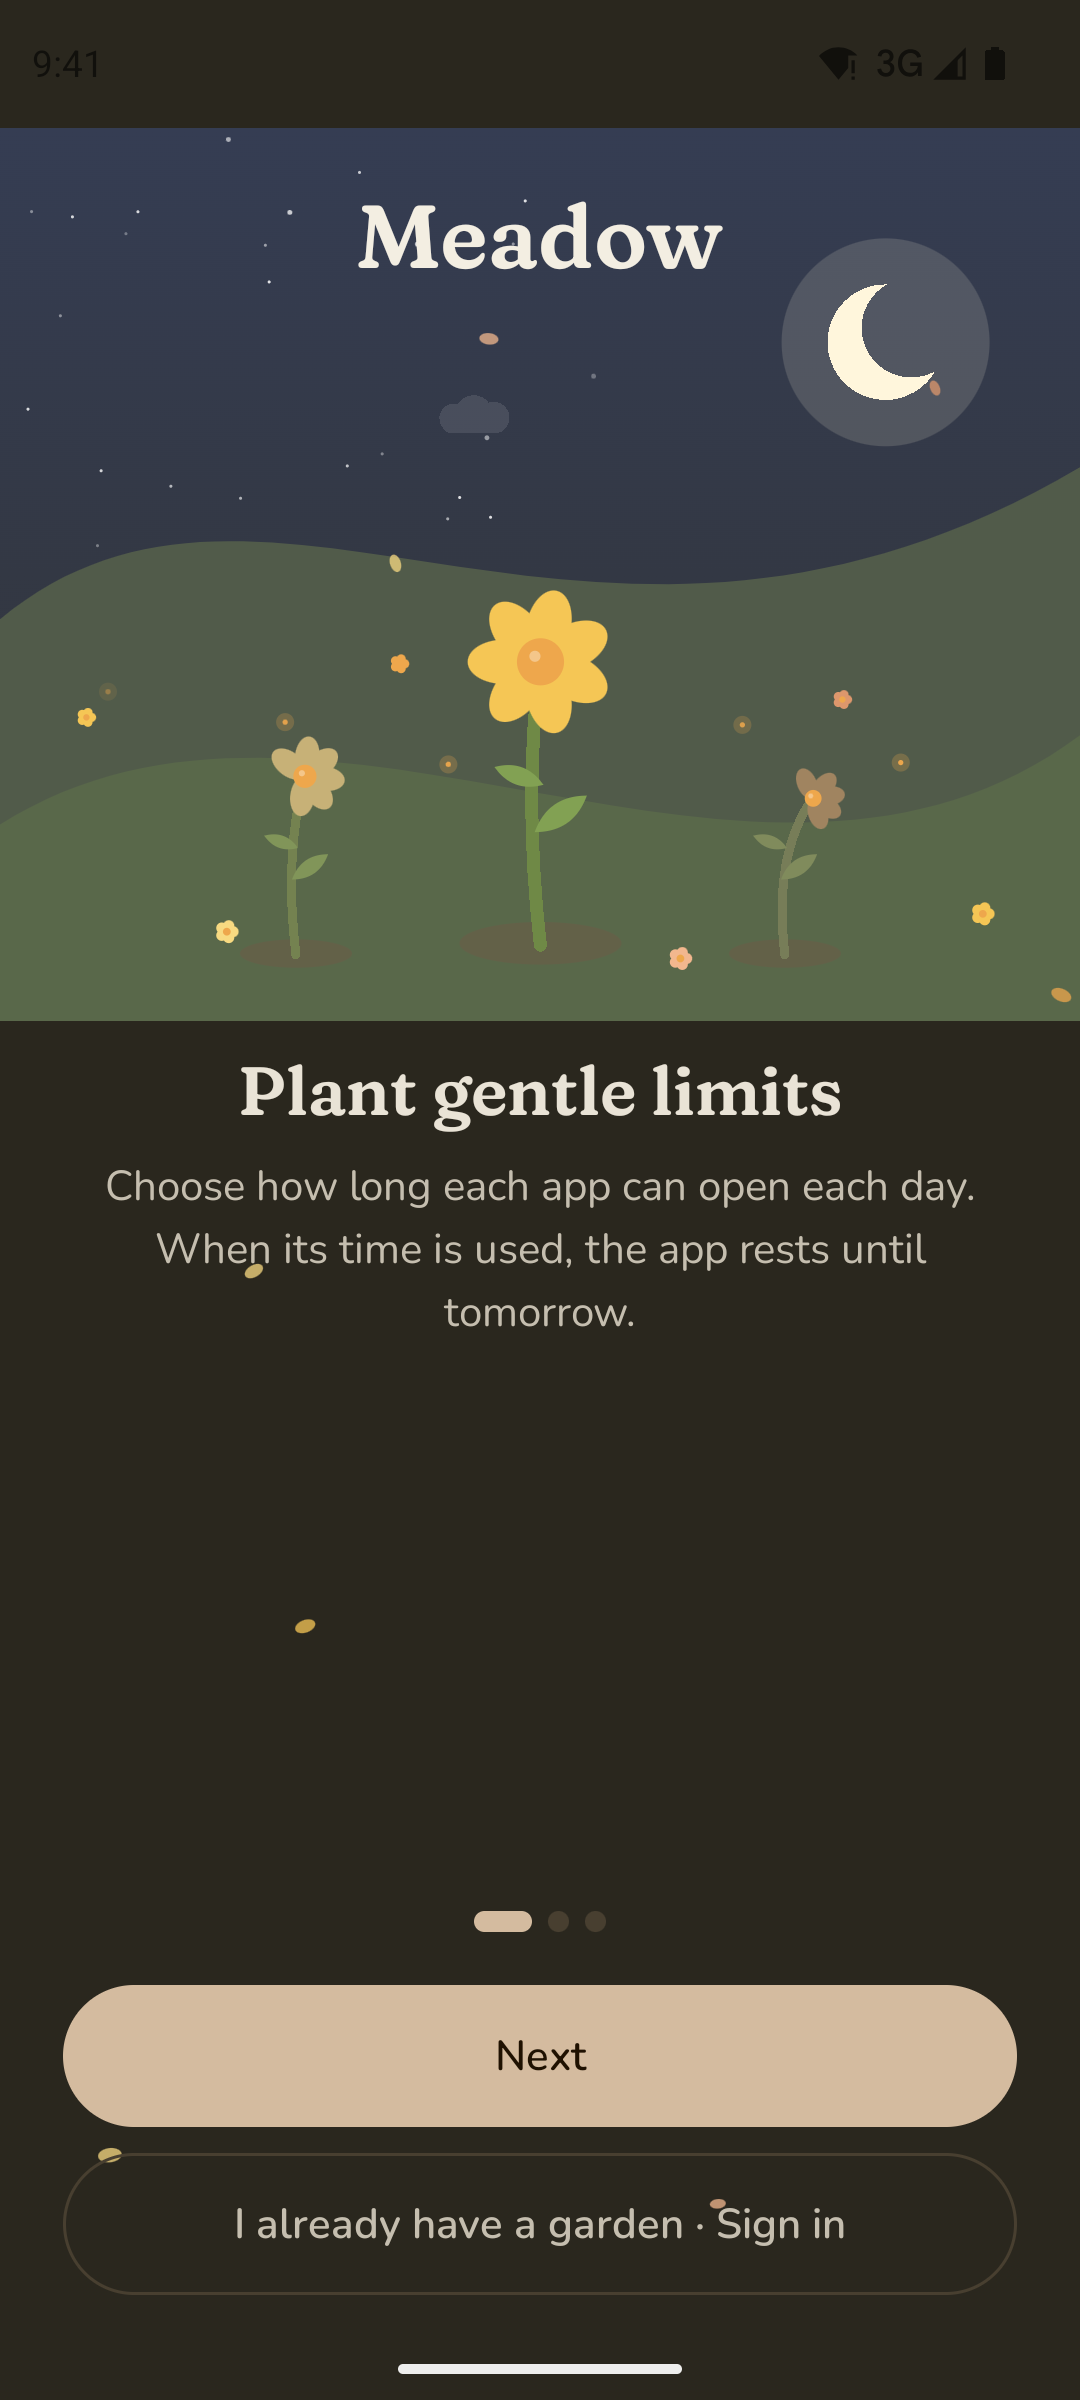 9:41
3G
Meadow
Plant gentle limits
Choose how long each app can open each day.
When its time is used, the app rests until
tomorrow.
Next
I already have a garden · Sign in